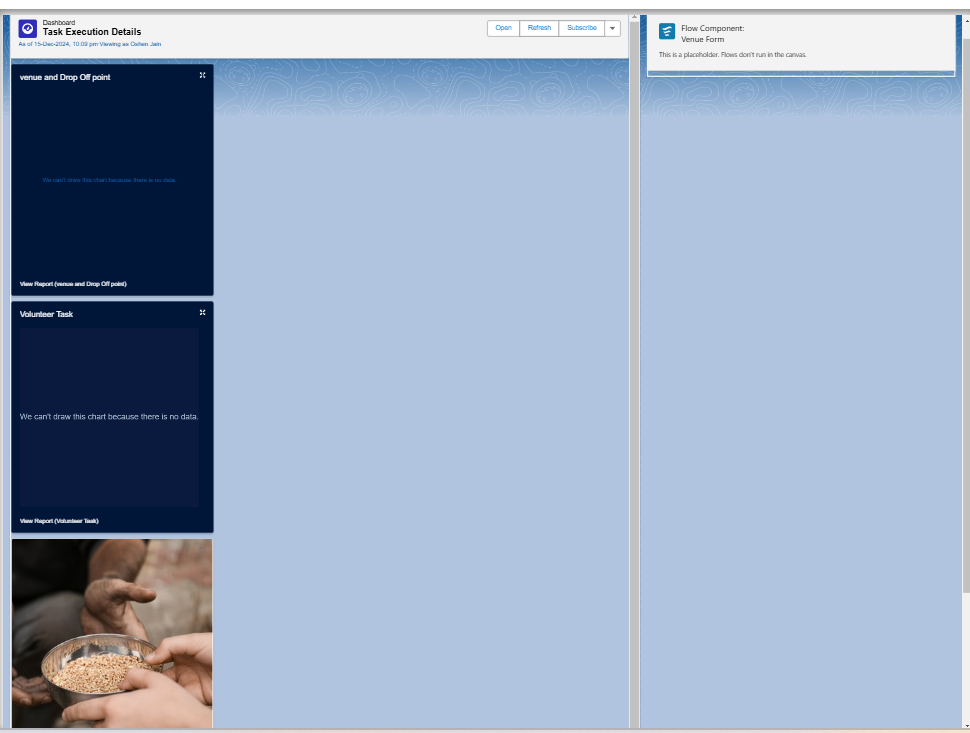 Dashboard
Task Execution Details
As of 15-Dec-2024, 10:09 pm·Viewing as Oshen Jain
Open
Refresh
Subscribe
venue and Drop Off point
We can't draw this chart because there is no data.
View Report (venue and Drop Off point)
Volunteer Task
We can't draw this chart because there is no data.
View Report (Volunteer Task)
Flow Component:
Venue Form
This is a placeholder. Flows don't run in the canvas.